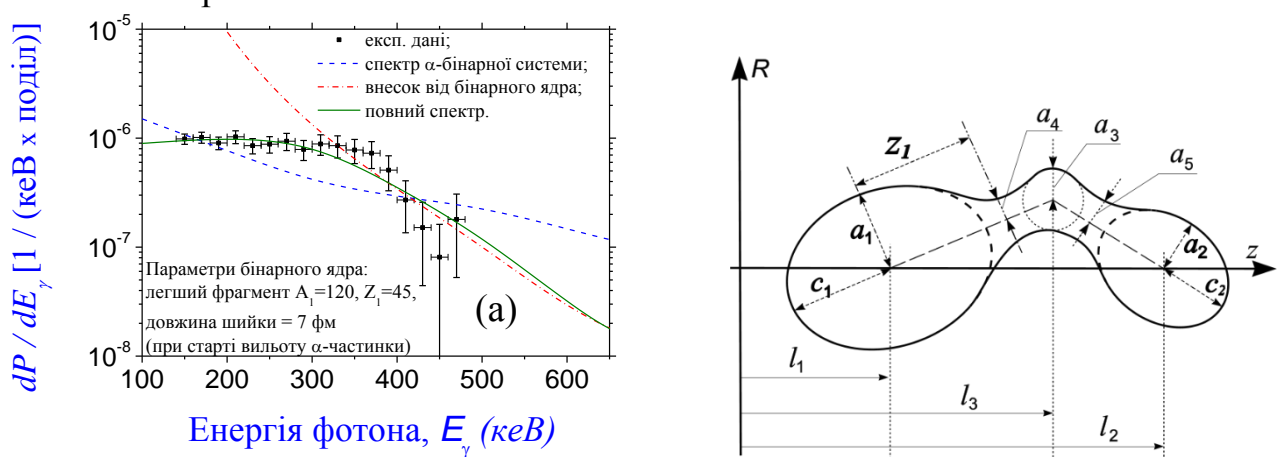 10⁻⁵
10⁻⁶
10⁻⁷
10⁻⁸
dP / dE_γ [1 / (кеВ х поділ)]
експ. дані;
спектр α-бінарної системи;
внесок від бінарного ядра;
повний спектр.
Параметри бінарного ядра:
легший фрагмент A₁=120, Z₁=45,
довжина шийки = 7 фм
(при старті вильоту α-частинки)
(a)
100 200 300 400 500 600
Енергія фотона, E_γ (кеВ)
R
a₄
a₃
z₁
a₅
a₁
a₂
z
c₁
c₂
l₁
l₃
l₂